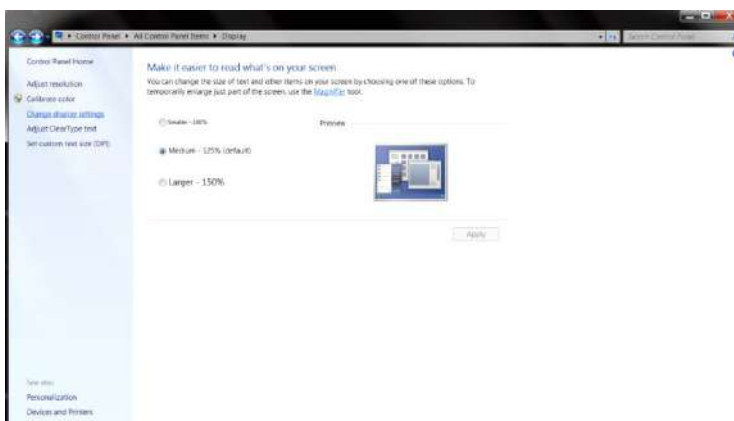 Control Panel ▸ All Control Panel Items ▸ Display
Search Control Panel
Control Panel Home
Adjust resolution
Calibrate color
Change display settings
Adjust ClearType text
Set custom text size (DPI)
Make it easier to read what's on your screen
You can change the size of text and other items on your screen by choosing one of these options. To
temporarily enlarge just part of the screen, use the Magnifier tool.
Smaller - 100%
Preview
Medium - 125% (default)
Larger - 150%
Apply
See also
Personalization
Devices and Printers